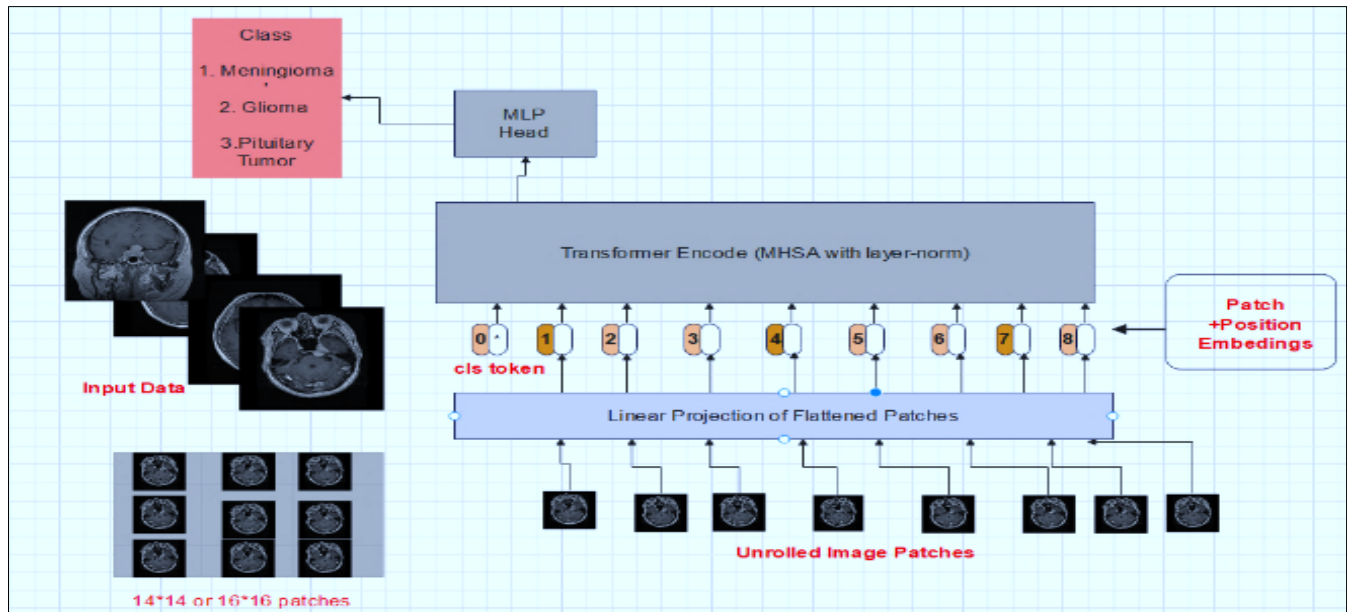 Class
1. Meningioma
2. Glioma
3.Pituitary
Tumor
MLP
Head
Transformer Encode (MHSA with layer-norm)
0 * 1 2 3 4 5 6 7 8
cls token
Patch
+Position
Embedings
Input Data
Linear Projection of Flattened Patches
Unrolled Image Patches
14*14 or 16*16 patches